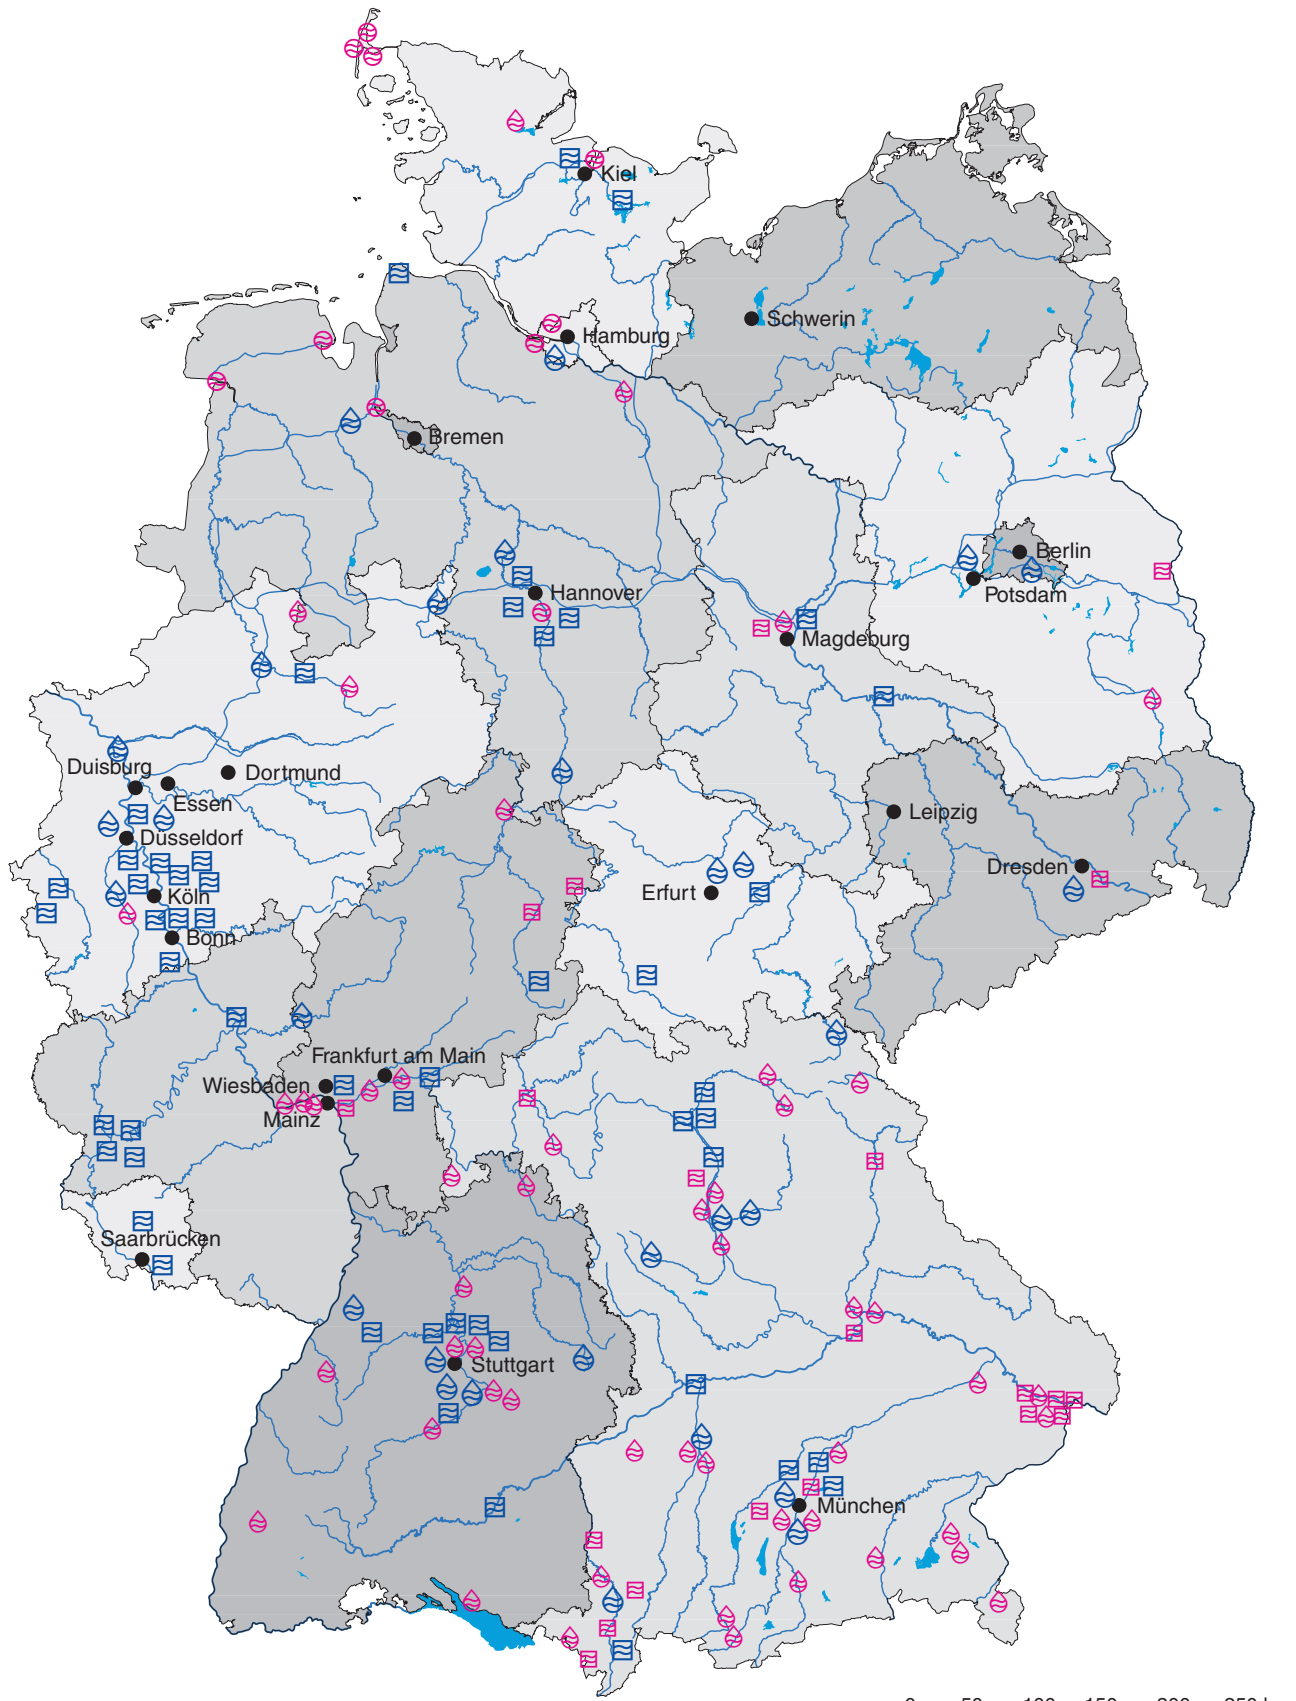 Kiel
Schwerin
Hamburg
Bremen
Berlin
Hannover
Potsdam
Magdeburg
Duisburg
Dortmund
Essen
Leipzig
Düsseldorf
Dresden
Erfurt
Köln
Bonn
Frankfurt am Main
Wiesbaden
Mainz
Saarbrücken
Stuttgart
München